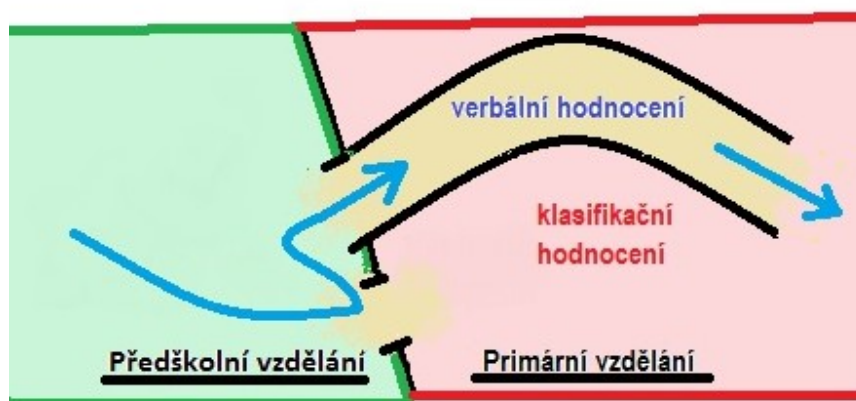 verbální hodnocení
klasifikační
hodnocení
Předškolní vzdělání
Primární vzdělání